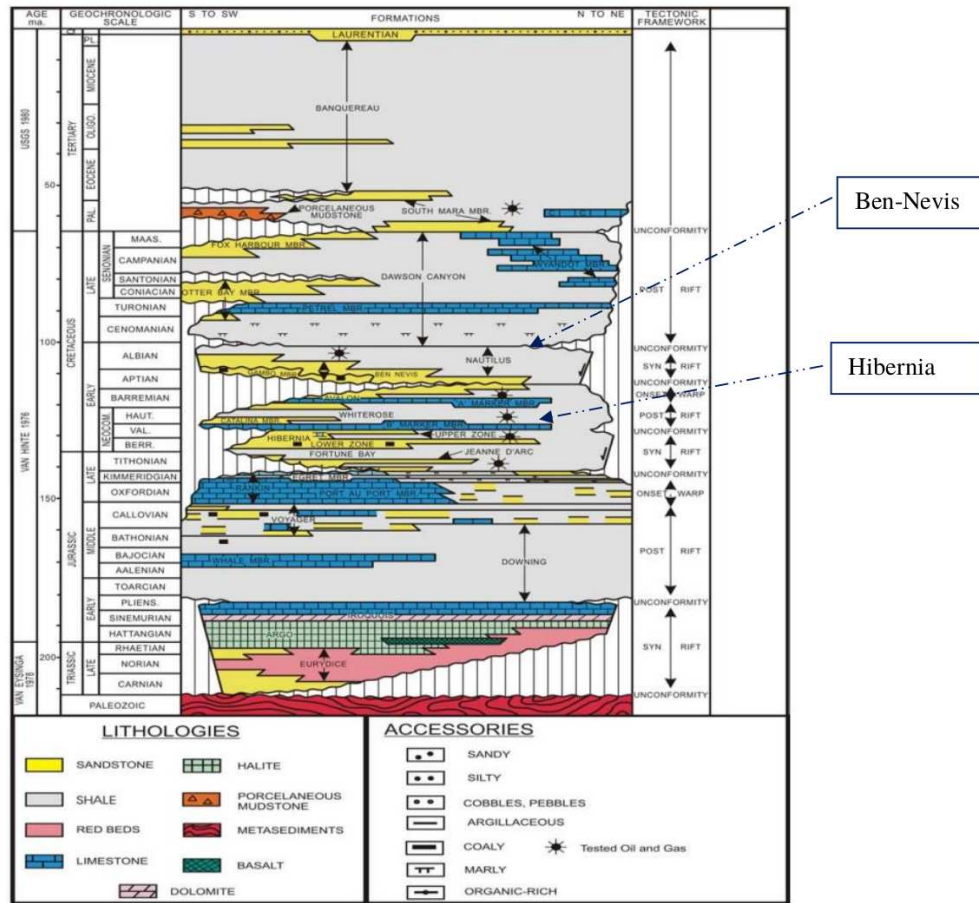 AGE
ma.
GEOCHRONOLOGIC
SCALE
S TO SW
FORMATIONS
N TO NE
TECTONIC
FRAMEWORK
USGS 1980
VAN HINTE 1976
VAN EYSINGA
1978
50
100
150
200
TERTIARY
CRETACEOUS
JURASSIC
TRIASSIC
Q
PL.
MIOCENE
OLIGO.
EOCENE
PAL.
LATE
SENONIAN
MAAS.
CAMPANIAN
SANTONIAN
CONIACIAN
TURONIAN
CENOMANIAN
EARLY
ALBIAN
APTIAN
BARREMIAN
NEOCOM.
HAUT.
VAL.
BERR.
LATE
TITHONIAN
KIMMERIDGIAN
OXFORDIAN
MIDDLE
CALLOVIAN
BATHONIAN
BAJOCIAN
AALENIAN
EARLY
TOARCIAN
PLIENS.
SINEMURIAN
HATTANGIAN
LATE
RHAETIAN
NORIAN
CARNIAN
PALEOZOIC
LAURENTIAN
BANQUEREAU
PORCELANEOUS
MUDSTONE
SOUTH MARA MBR.
FOX HARBOUR MBR.
WYANDOT MBR.
DAWSON CANYON
OTTER BAY MBR.
PETREL MBR.
NAUTILUS
GAMBO MBR.
BEN NEVIS
AVALON
'A' MARKER MBR.
WHITEROSE
CATALINA MBR.
'B' MARKER MBR.
HIBERNIA
UPPER ZONE
LOWER ZONE
FORTUNE BAY
JEANNE D'ARC
EGRET MBR.
RANKIN
PORT AU PORT MBR.
VOYAGER
WHALE MBR.
DOWNING
IROQUOIS
ARGO
EURYDICE
UNCONFORMITY
POST RIFT
UNCONFORMITY
SYN RIFT
UNCONFORMITY
ONSET WARP
POST RIFT
UNCONFORMITY
SYN RIFT
UNCONFORMITY
ONSET WARP
POST RIFT
UNCONFORMITY
SYN RIFT
UNCONFORMITY
Ben-Nevis
Hibernia
LITHOLOGIES
SANDSTONE
HALITE
SHALE
PORCELANEOUS
MUDSTONE
RED BEDS
METASEDIMENTS
LIMESTONE
BASALT
DOLOMITE
ACCESSORIES
SANDY
SILTY
COBBLES, PEBBLES
ARGILLACEOUS
COALY
Tested Oil and Gas
MARLY
ORGANIC-RICH